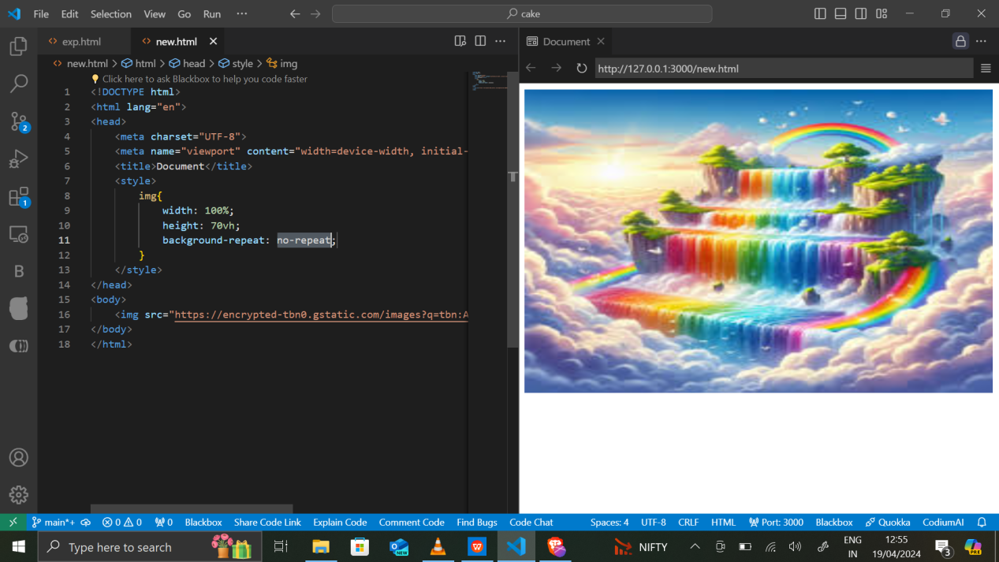 File Edit Selection View Go Run ··· cake
exp.html new.html Document
new.html > html > head > style > img
http://127.0.0.1:3000/new.html
Click here to ask Blackbox to help you code faster
1 <!DOCTYPE html>
2 <html lang="en">
3 <head>
4 <meta charset="UTF-8">
5 <meta name="viewport" content="width=device-width, initial-
6 <title>Document</title>
7 <style>
8 img{
9 width: 100%;
10 height: 70vh;
11 background-repeat: no-repeat;
12 }
13 </style>
14 </head>
15 <body>
16 <img src="https://encrypted-tbn0.gstatic.com/images?q=tbn:A
17 </body>
18 </html>
2
1
B
main*+ 0 0 0 Blackbox Share Code Link Explain Code Comment Code Find Bugs Code Chat Spaces: 4 UTF-8 CRLF HTML Port: 3000 Blackbox Quokka CodiumAI
Type here to search NEW W NIFTY ENG IN 12:55 19/04/2024 3 PRE